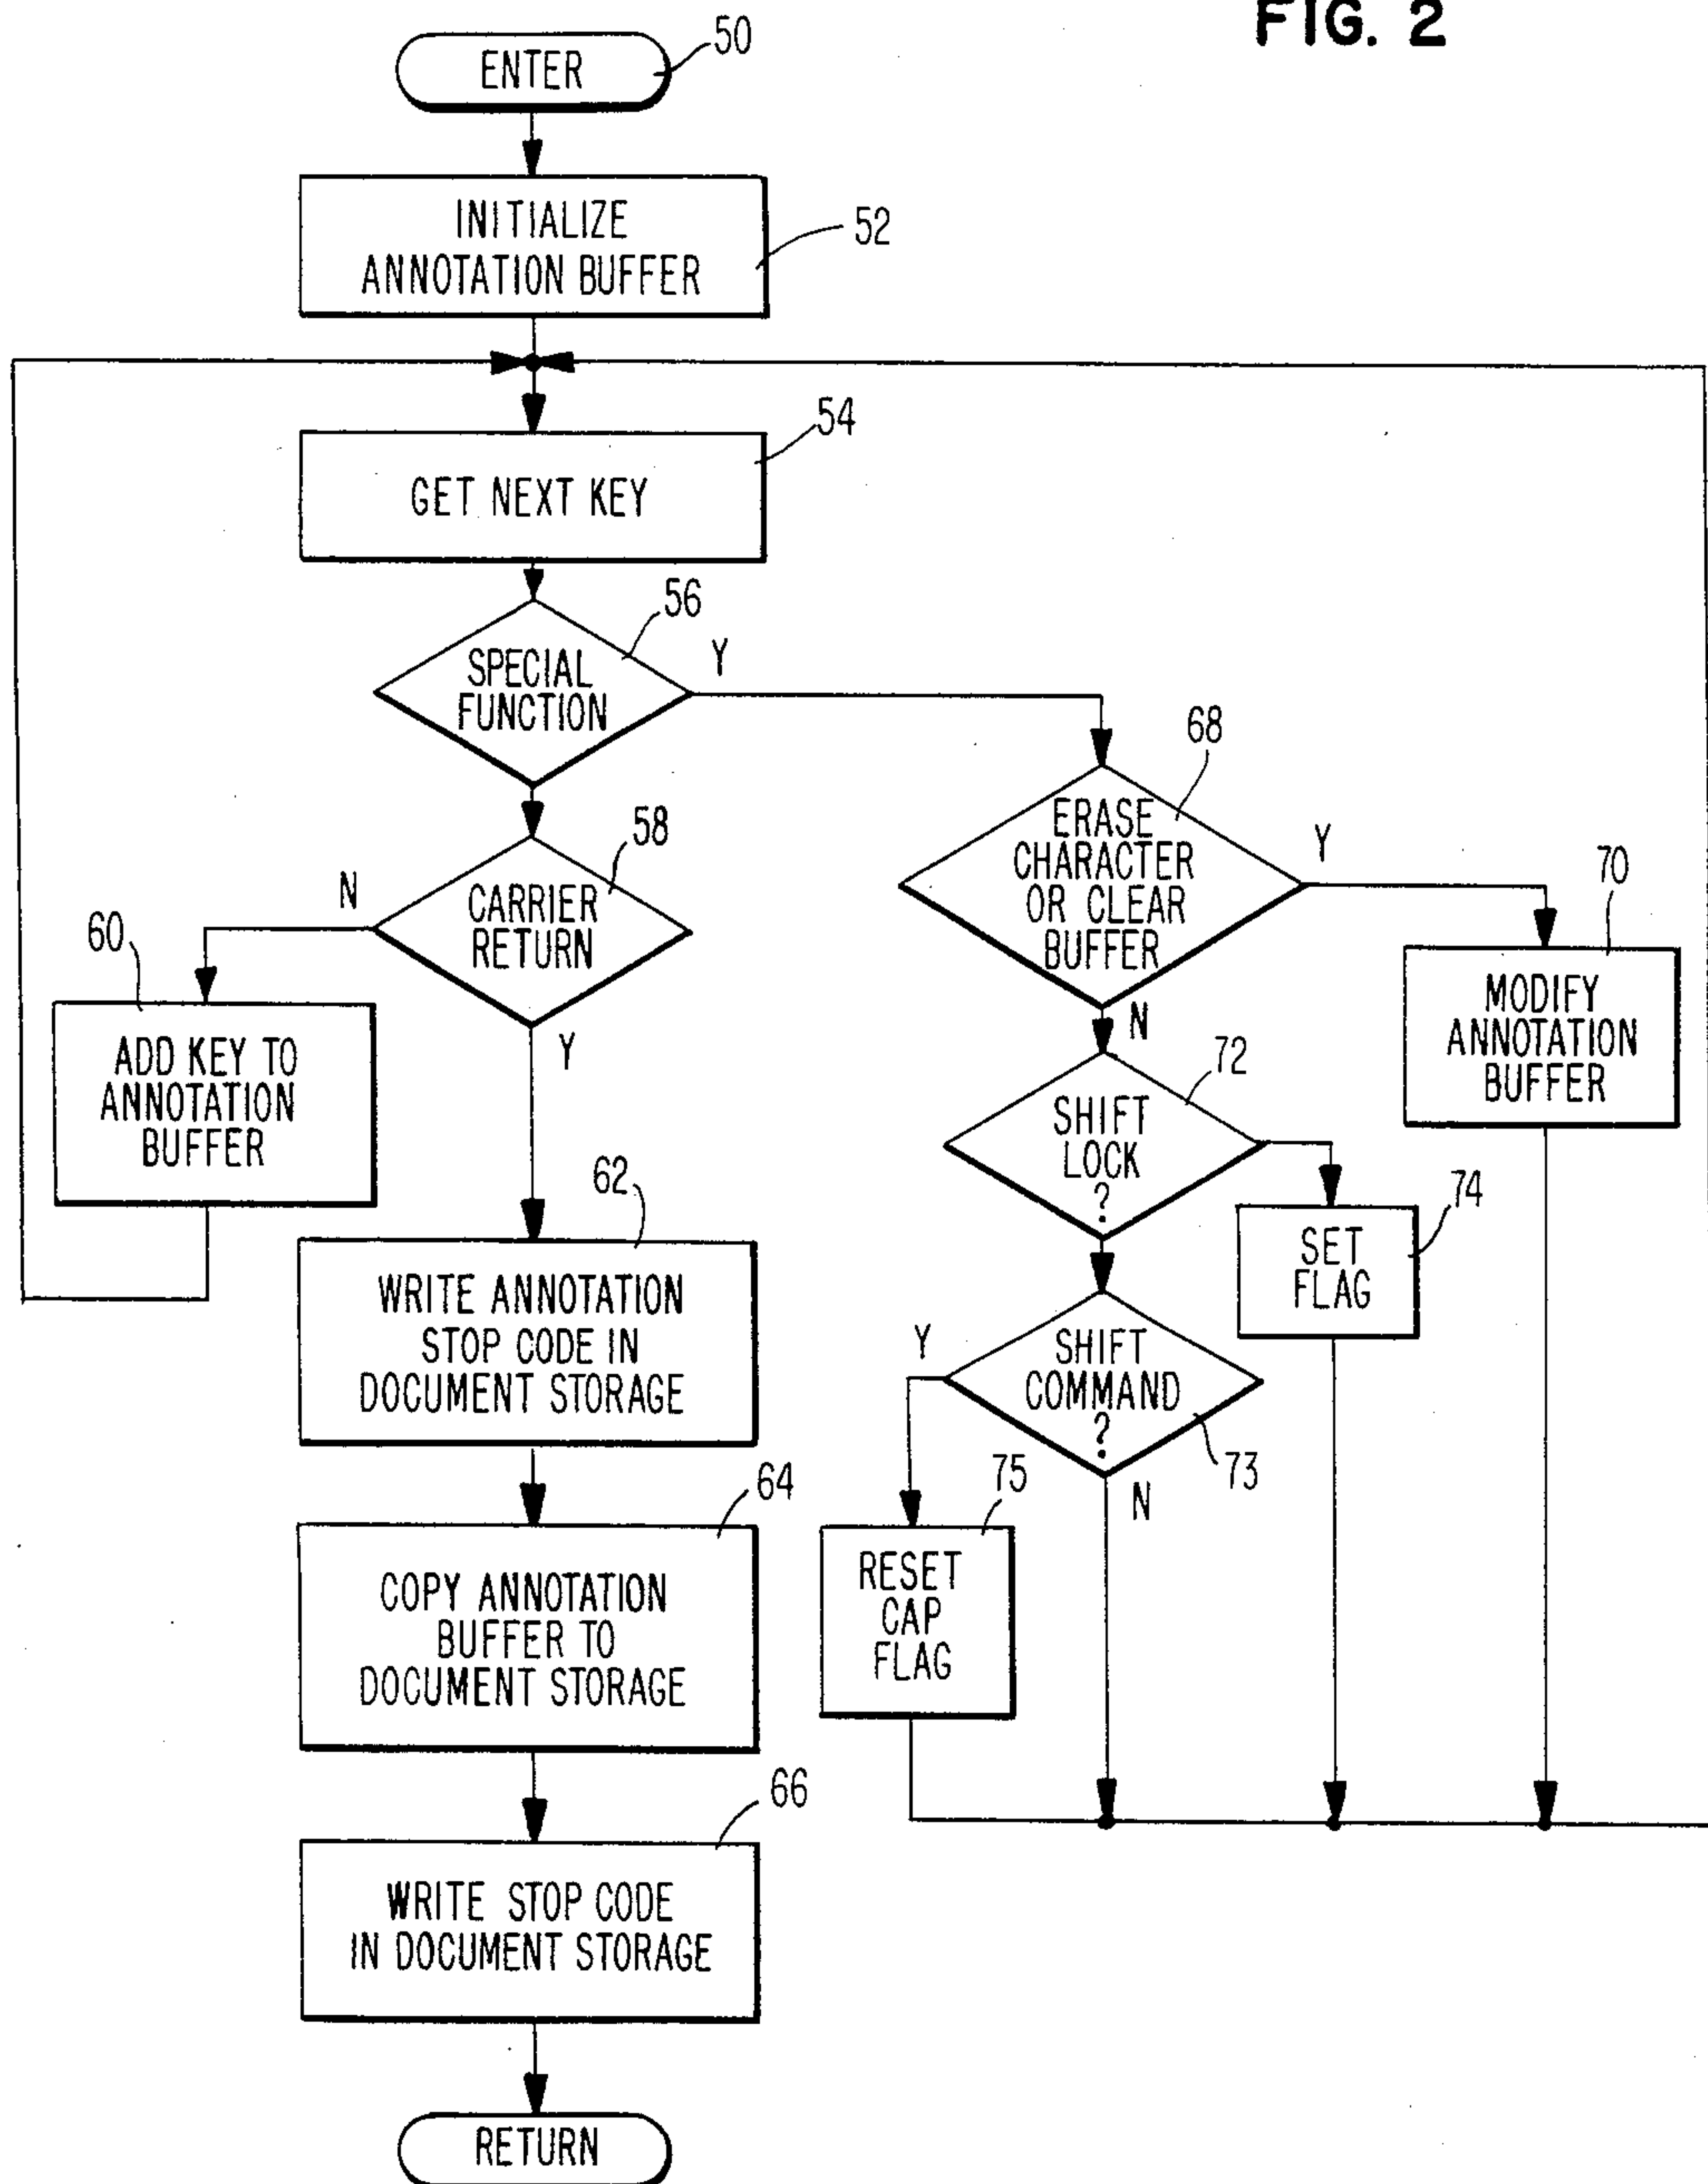 FIG. 2
50
ENTER
INITIALIZE
ANNOTATION BUFFER
52
54
GET NEXT KEY
56
SPECIAL
FUNCTION
Y
68
ERASE
CHARACTER
OR CLEAR
BUFFER
Y
58
N
CARRIER
RETURN
Y
60
ADD KEY TO
ANNOTATION
BUFFER
70
MODIFY
ANNOTATION
BUFFER
N
72
SHIFT
LOCK
?
74
SET
FLAG
62
WRITE ANNOTATION
STOP CODE IN
DOCUMENT STORAGE
Y
SHIFT
COMMAND
?
73
N
75
RESET
CAP
FLAG
64
COPY ANNOTATION
BUFFER TO
DOCUMENT STORAGE
66
WRITE STOP CODE
IN DOCUMENT STORAGE
RETURN